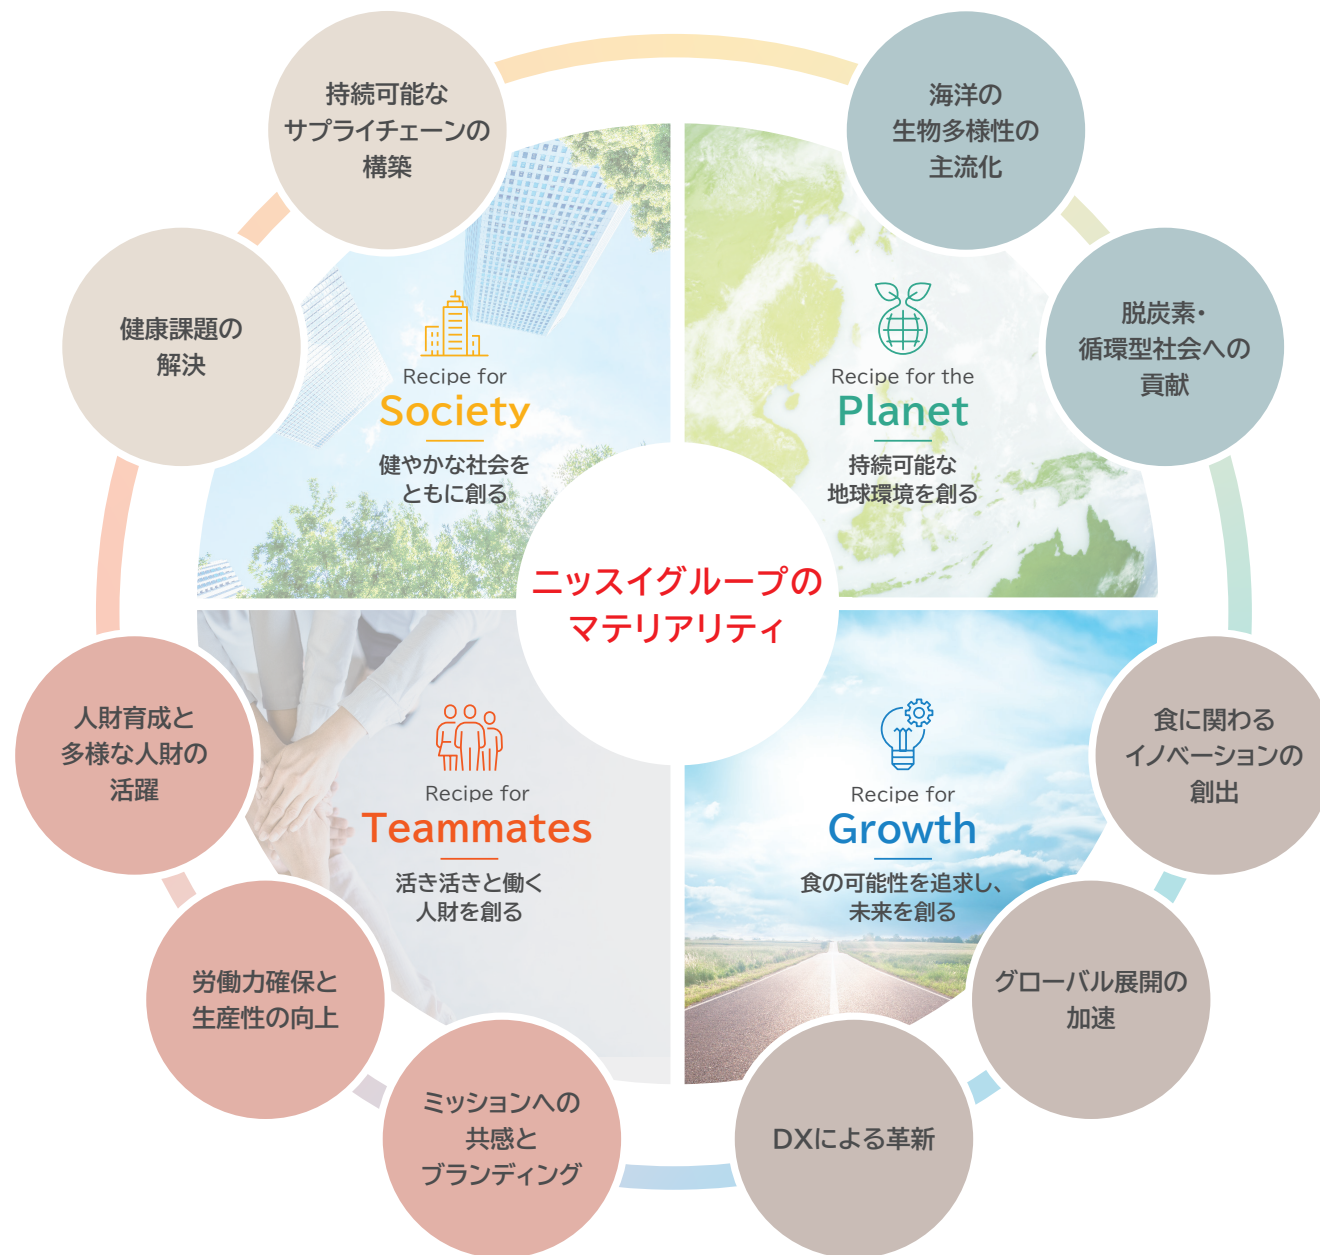 持続可能な
サプライチェーンの
構築
海洋の
生物多様性の
主流化
健康課題の
解決
脱炭素・
循環型社会への
貢献
Recipe for
Society
健やかな社会を
ともに創る
Recipe for the
Planet
持続可能な
地球環境を創る
ニッスイグループの
マテリアリティ
人財育成と
多様な人財の
活躍
Recipe for
Teammates
活き活きと働く
人財を創る
Recipe for
Growth
食の可能性を追求し、
未来を創る
食に関わる
イノベーションの
創出
労働力確保と
生産性の向上
グローバル展開の
加速
ミッションへの
共感と
ブランディング
DXによる革新